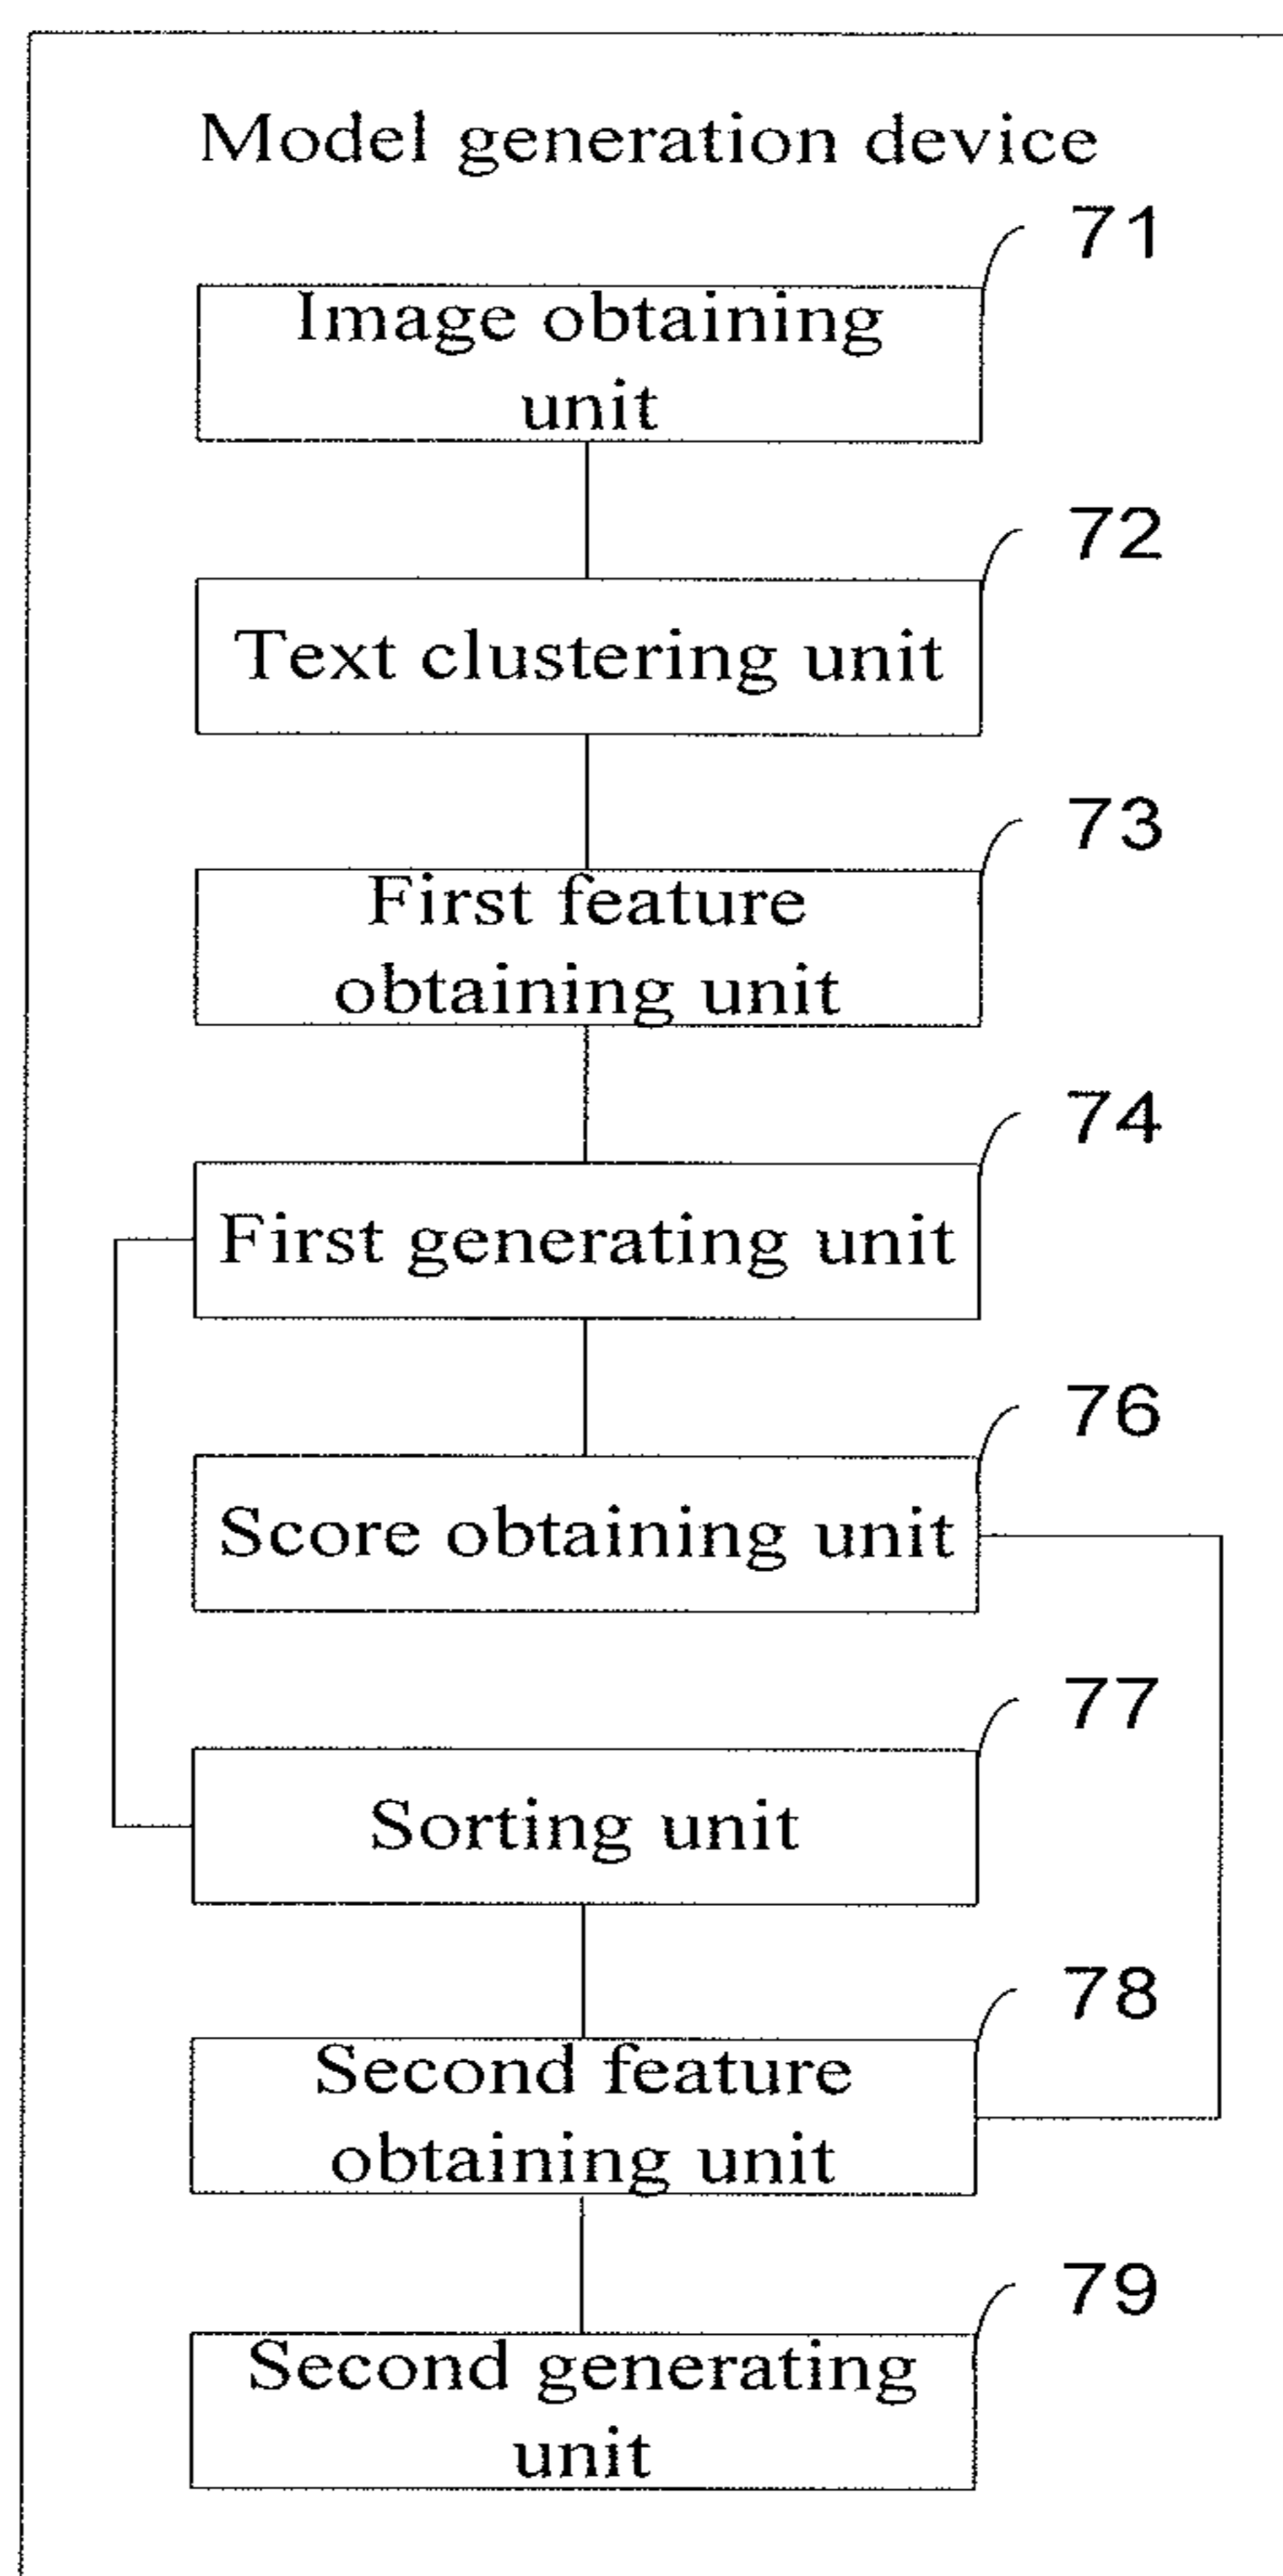 Model generation device
71
Image obtaining
unit
72
Text clustering unit
73
First feature
obtaining unit
74
First generating unit
76
Score obtaining unit
77
Sorting unit
78
Second feature
obtaining unit
79
Second generating
unit